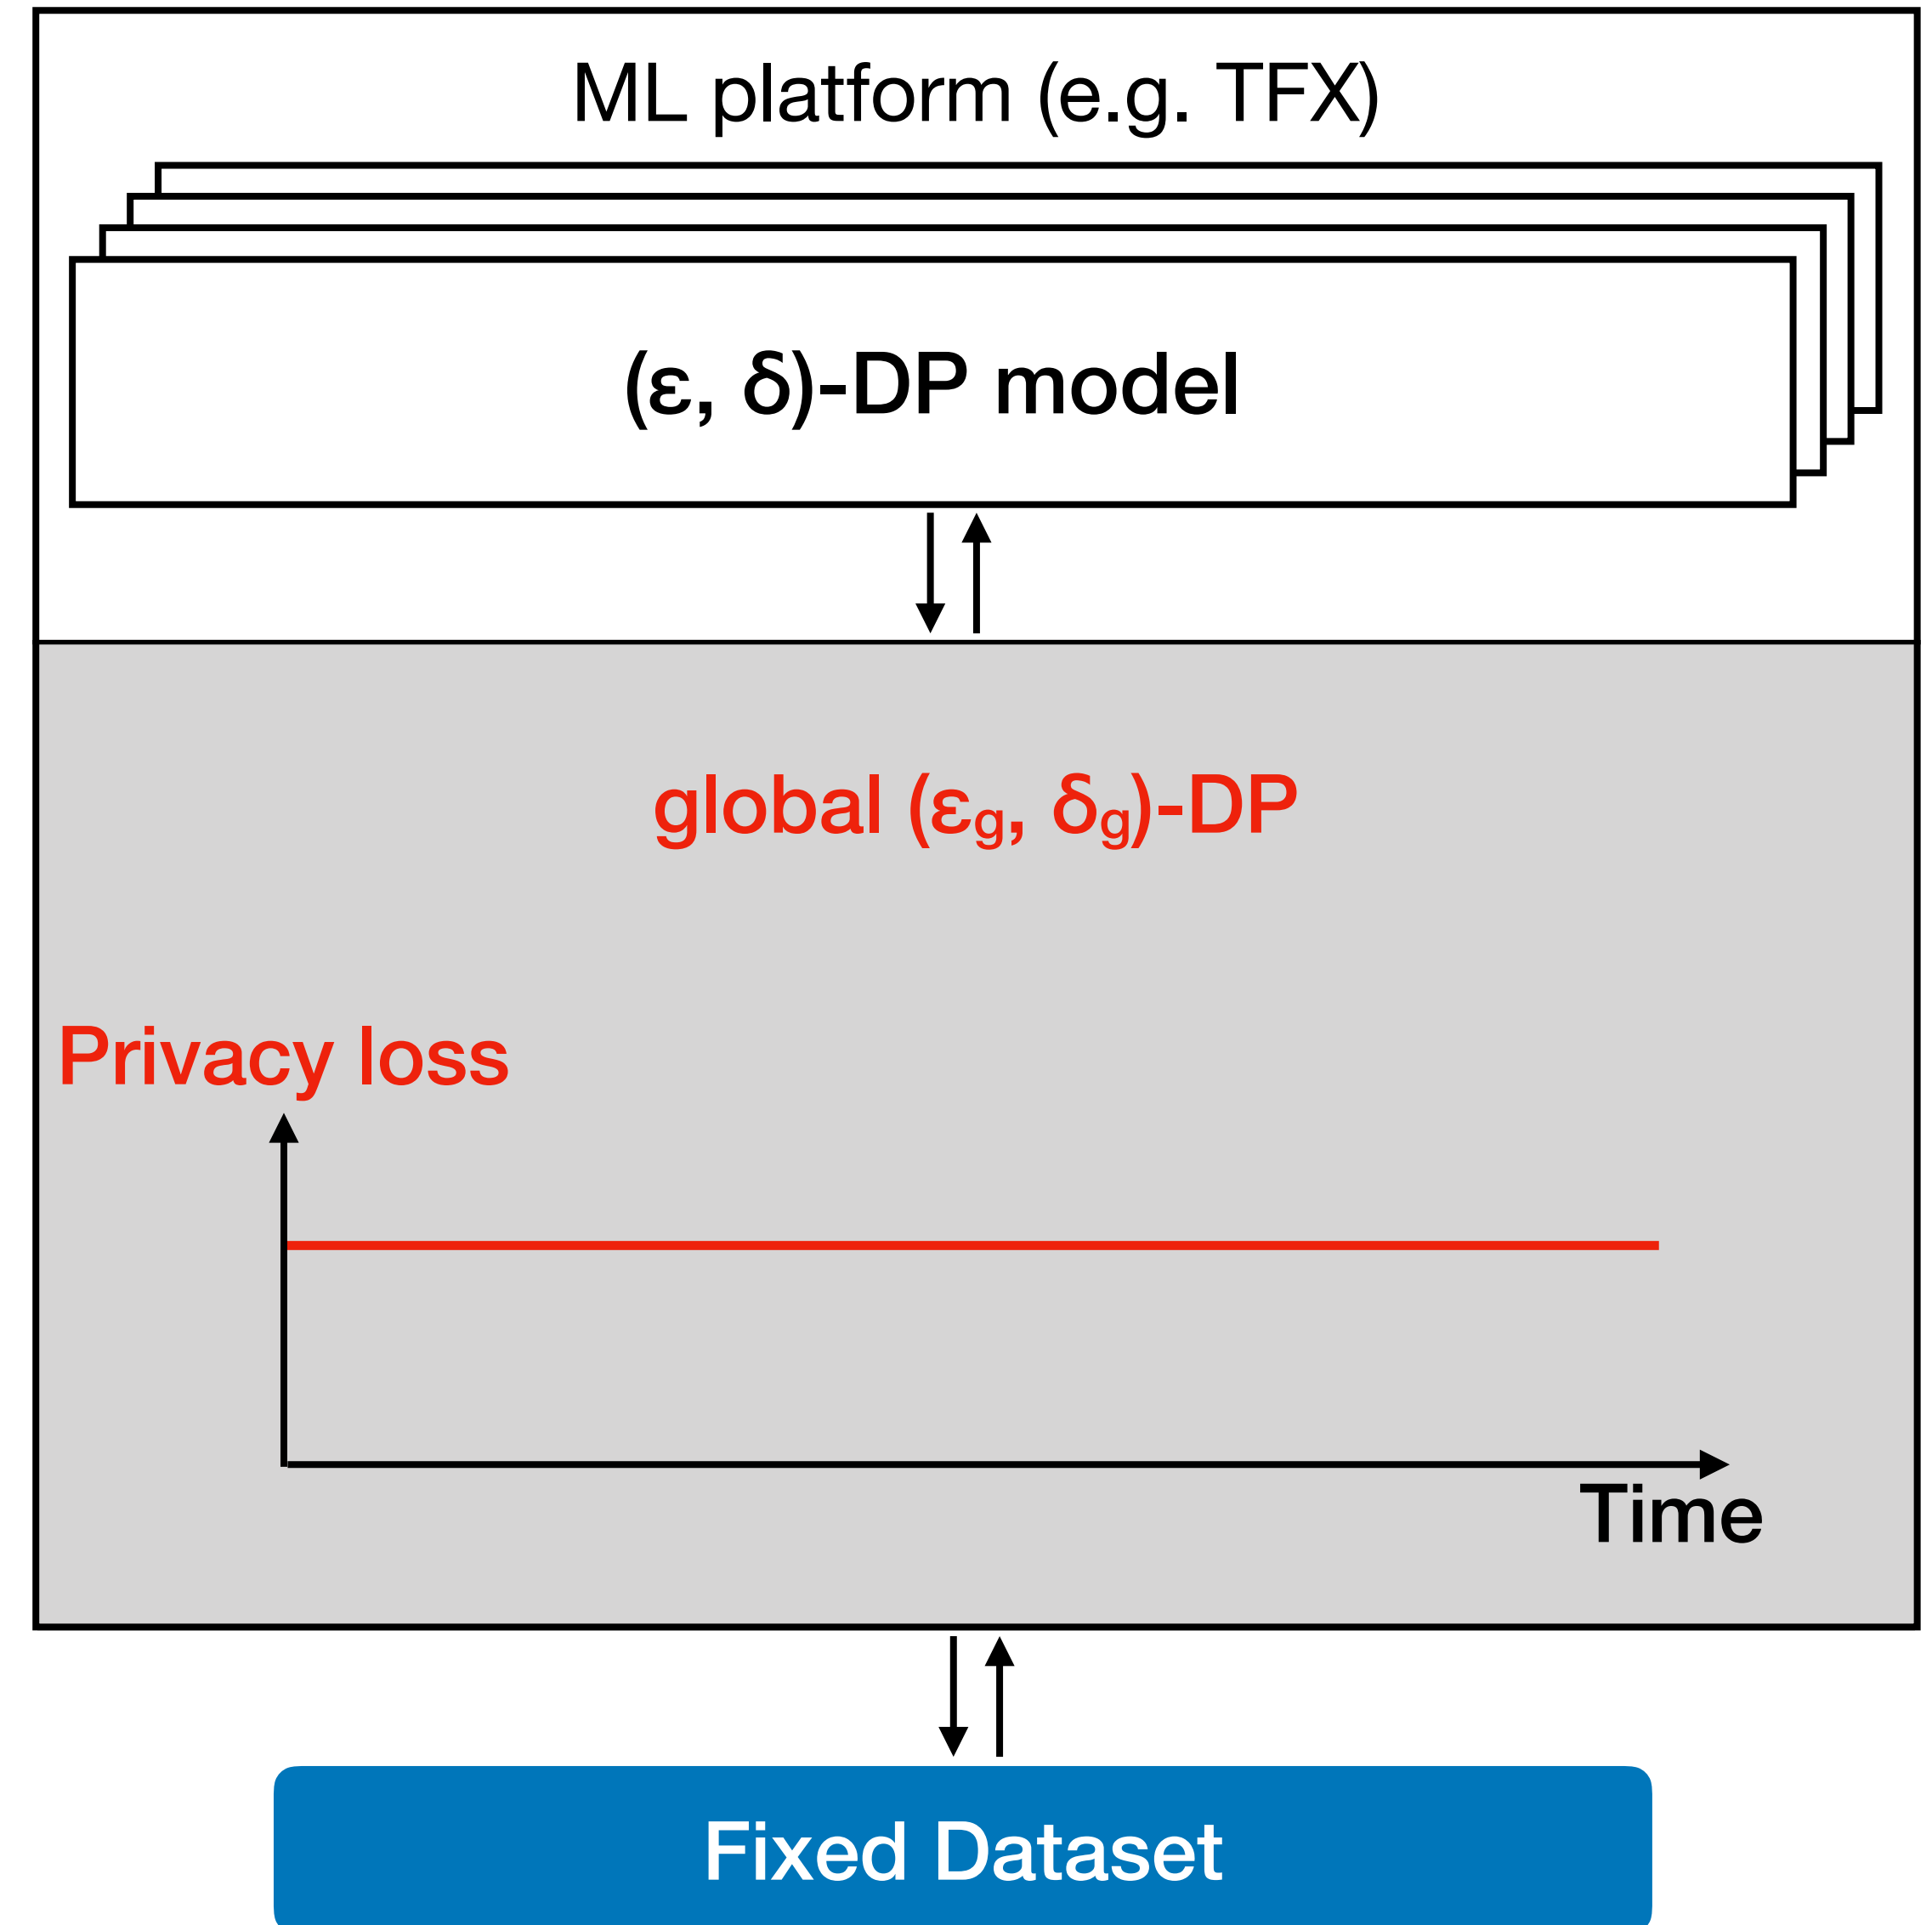 ML platform (e.g. TFX)
(ε, δ)-DP model
global (εg, δg)-DP
Privacy loss
Time
Fixed Dataset